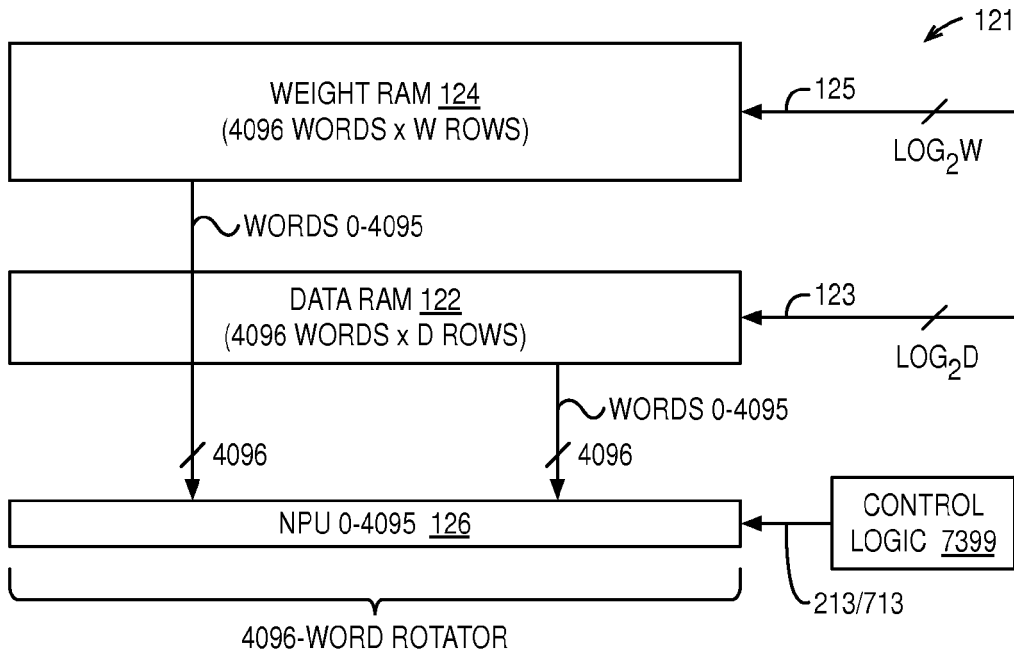 121
WEIGHT RAM 124
(4096 WORDS x W ROWS)
125
LOG2W
WORDS 0-4095
DATA RAM 122
(4096 WORDS x D ROWS)
123
LOG2D
WORDS 0-4095
4096
4096
NPU 0-4095 126
CONTROL
LOGIC 7399
213/713
4096-WORD ROTATOR